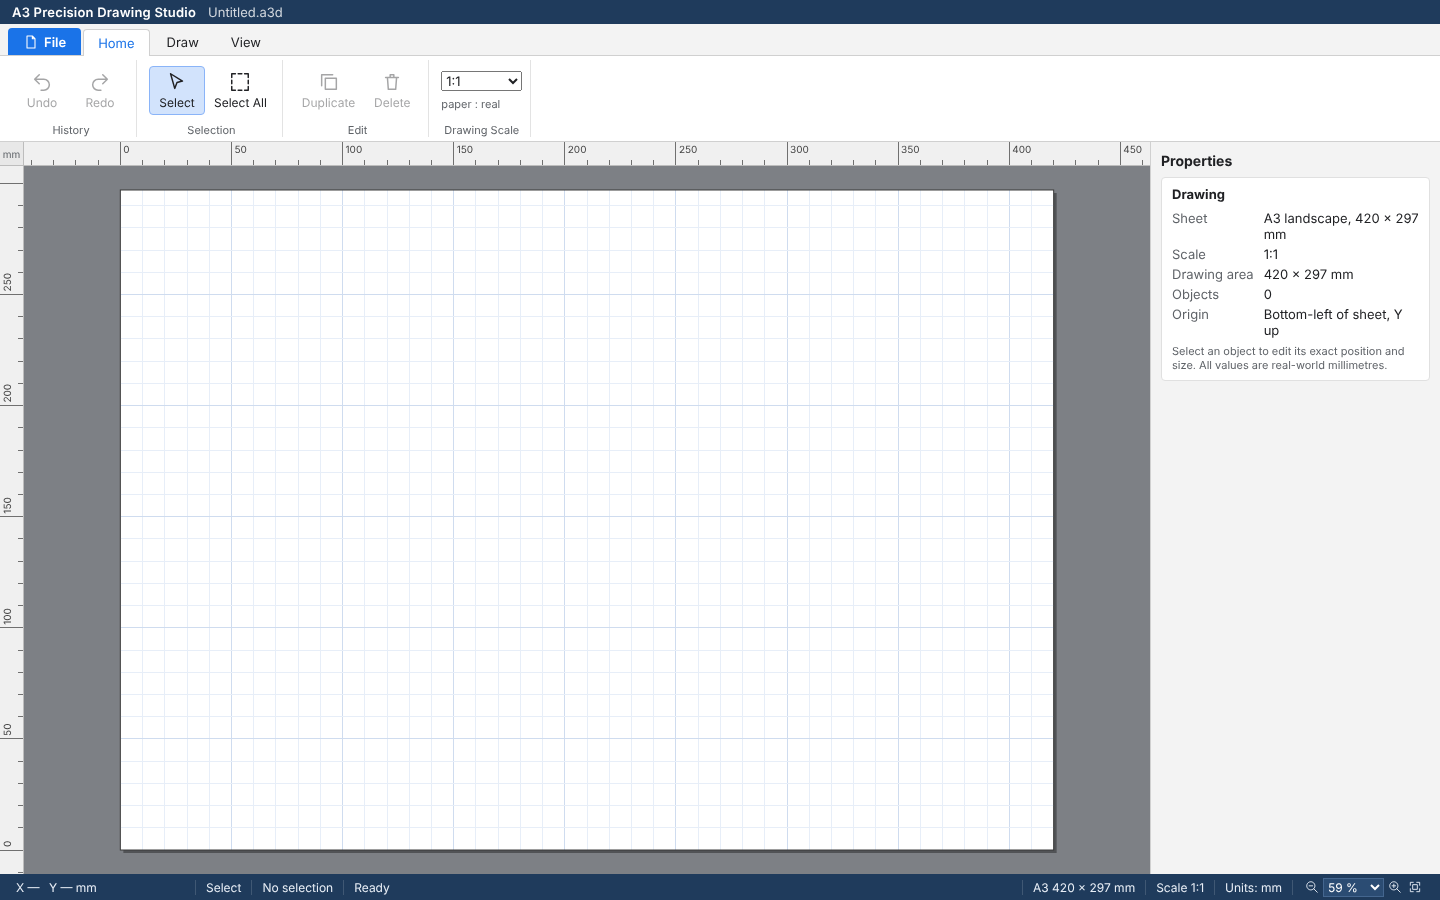 A3 Precision Drawing Studio Untitled.a3d
File Home Draw View
Undo Redo Select Select All Duplicate Delete 1:1
paper : real
History Selection Edit Drawing Scale
mm 0 50 100 150 200 250 300 350 400 450
250
200
150
100
50
0
Properties
Drawing
Sheet A3 landscape, 420 × 297
mm
Scale 1:1
Drawing area 420 × 297 mm
Objects 0
Origin Bottom-left of sheet, Y
up
Select an object to edit its exact position and
size. All values are real-world millimetres.
X — Y — mm Select No selection Ready A3 420 × 297 mm Scale 1:1 Units: mm 59 %